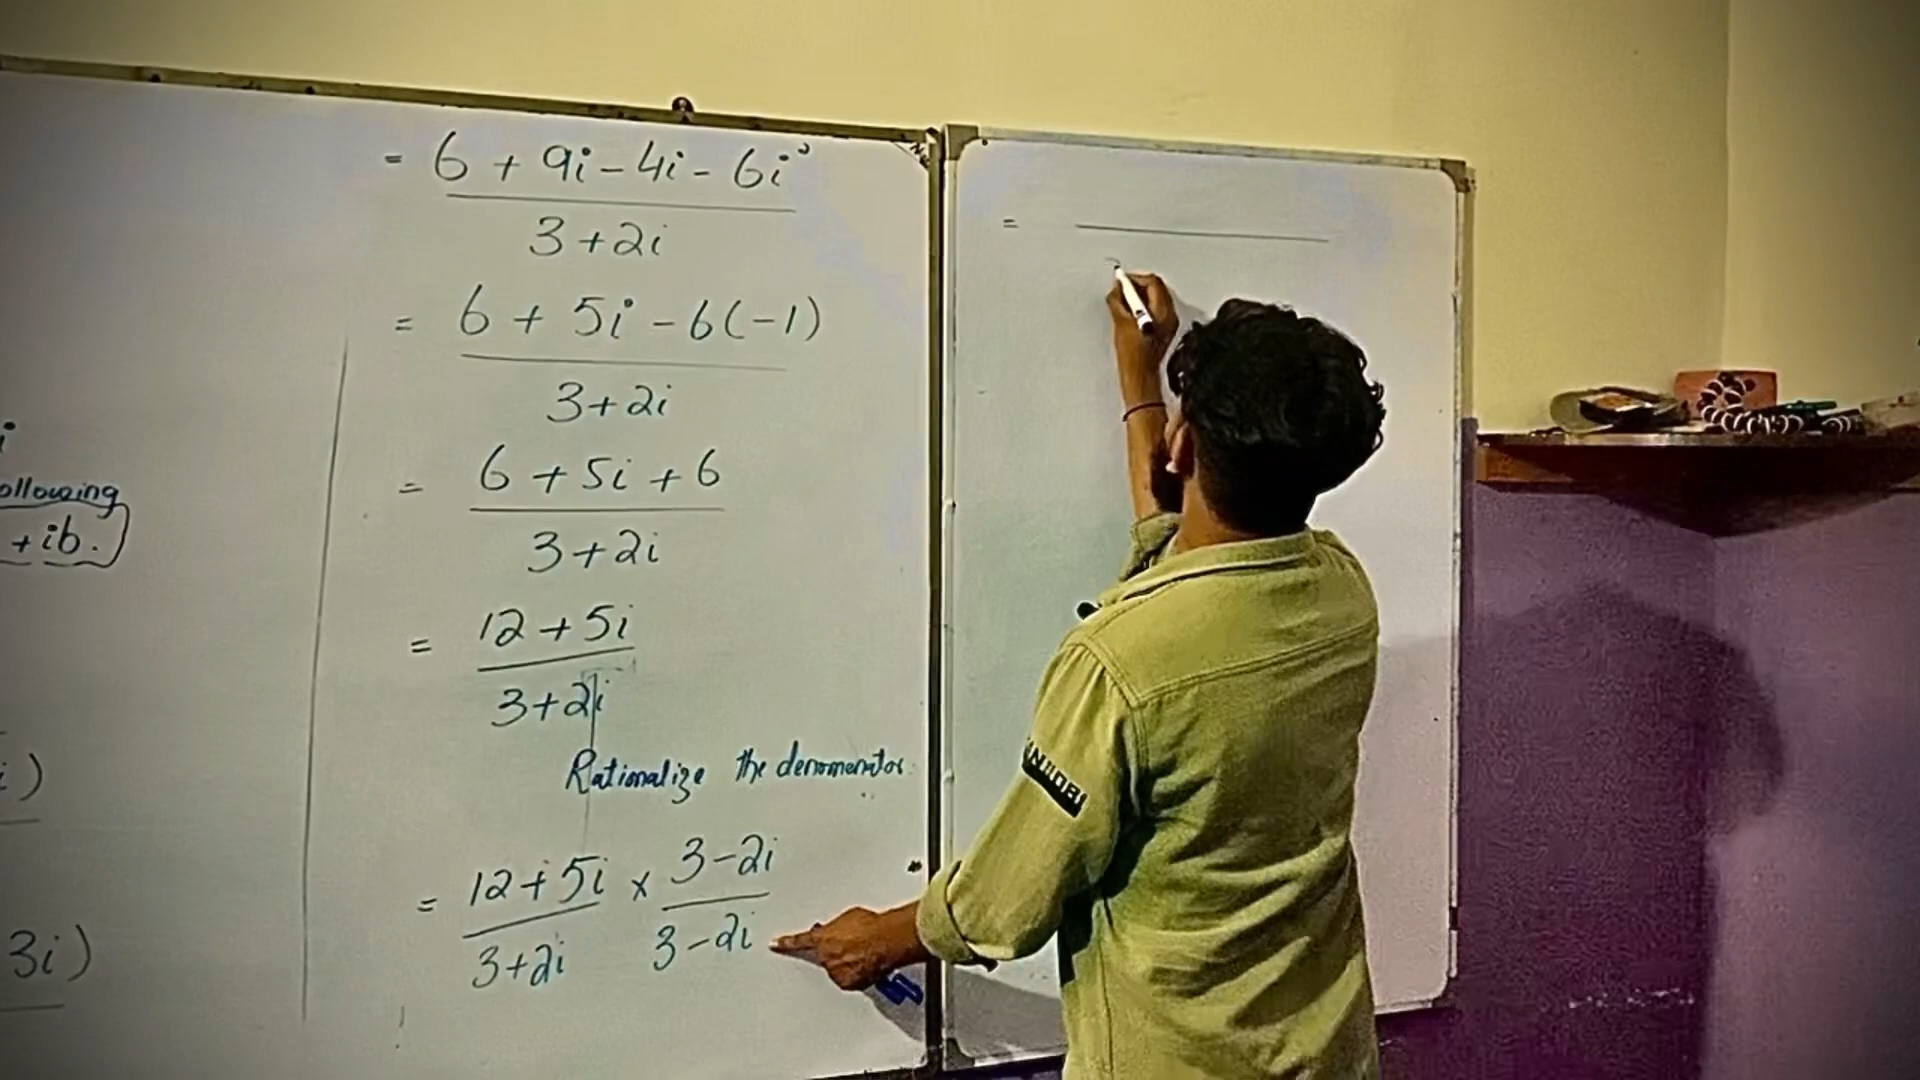 i
ollowing
+ib.
i)
3i)
= 6 + 9i - 4i - 6i²
3+2i
= 6 + 5i - 6(-1)
3+2i
= 6 + 5i + 6
3+2i
= 12+5i
3+2i
Rationalize the denomenator
= 12+5i × 3-2i
3+2i 3-2i
=